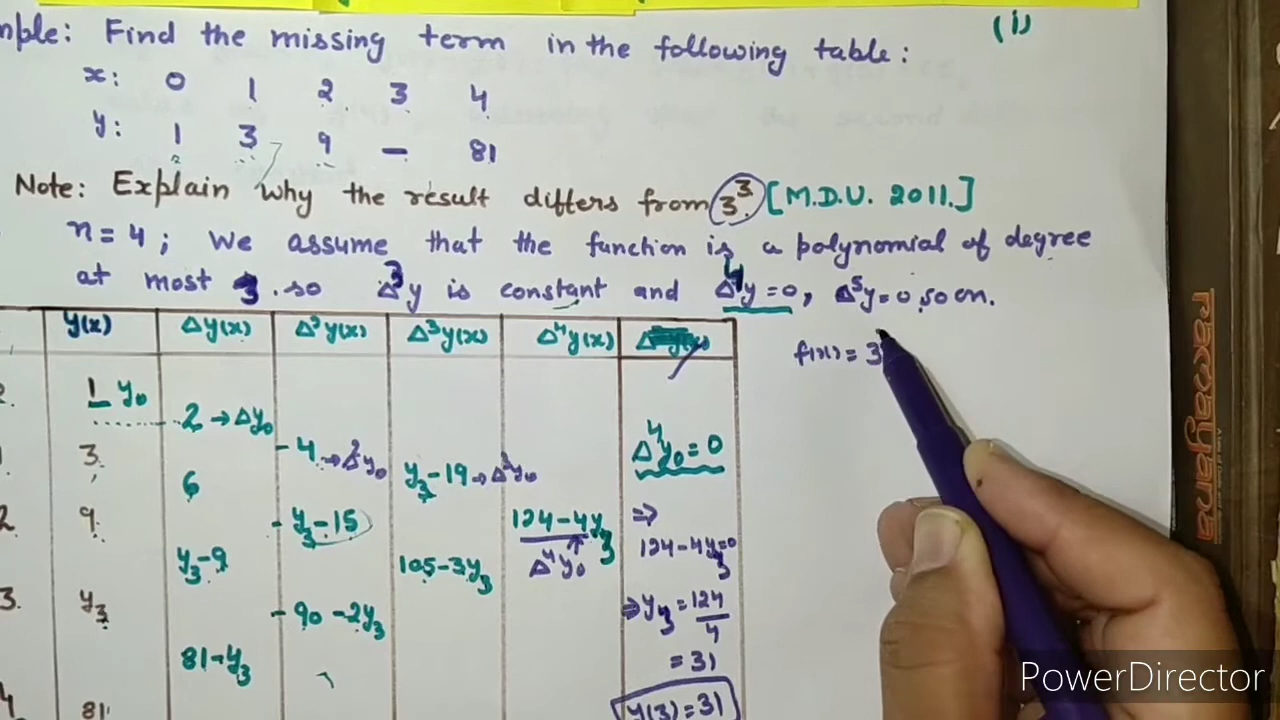 mple: Find the missing term in the following table: (i)
x: 0 1 2 3 4
y: 1 3 9 — 81
Note: Explain why the result differs from 3³. [M.D.U. 2011.]
n = 4 ; We assume that the function is a polynomial of degree
at most 3. so Δ³y is constant and Δ⁴y = 0, Δ⁵y = 0 so on.
y(x) Δy(x) Δ²y(x) Δ³y(x) Δ⁴y(x)
f(x) = 3
1 y₀
2 → Δy₀
4 → Δ²y₀
Δ⁴y₀ = 0
3
y₃ - 19 → Δ³y₀
6
2 9
y₃ - 15
124 - 4y₃
⇒
124 - 4y₃ = 0
y₃ - 9
105 - 3y₃
Δ⁴y₀
3. y₃
90 - 2y₃
⇒ y₃ = 124/4
81 - y₃
= 31
4 81
y(3) = 31
Ramayana
PowerDirector